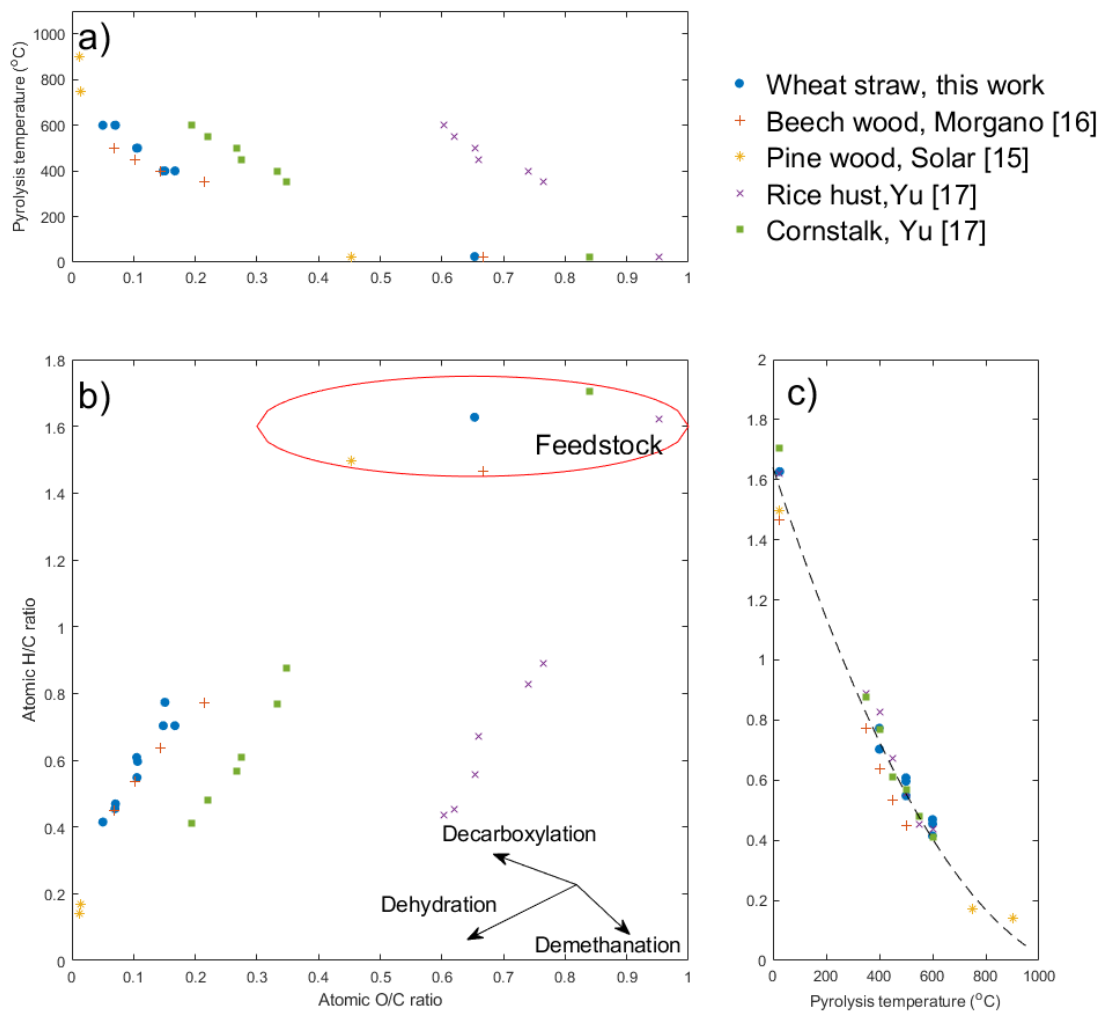 a)
Pyrolysis temperature (°C)
1000
800
600
400
200
0
0 0.1 0.2 0.3 0.4 0.5 0.6 0.7 0.8 0.9 1
Wheat straw, this work
Beech wood, Morgano [16]
Pine wood, Solar [15]
Rice hust,Yu [17]
Cornstalk, Yu [17]
b)
Atomic H/C ratio
1.8
1.6
1.4
1.2
1
0.8
0.6
0.4
0.2
0
Feedstock
Decarboxylation
Dehydration
Demethanation
0 0.1 0.2 0.3 0.4 0.5 0.6 0.7 0.8 0.9 1
Atomic O/C ratio
c)
2
1.8
1.6
1.4
1.2
1
0.8
0.6
0.4
0.2
0
0 200 400 600 800 1000
Pyrolysis temperature (°C)